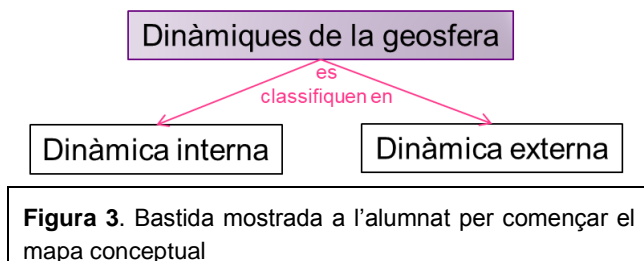 Dinàmiques de la geosfera
es
classifiquen en
Dinàmica interna
Dinàmica externa
Figura 3. Bastida mostrada a l’alumnat per començar el
mapa conceptual